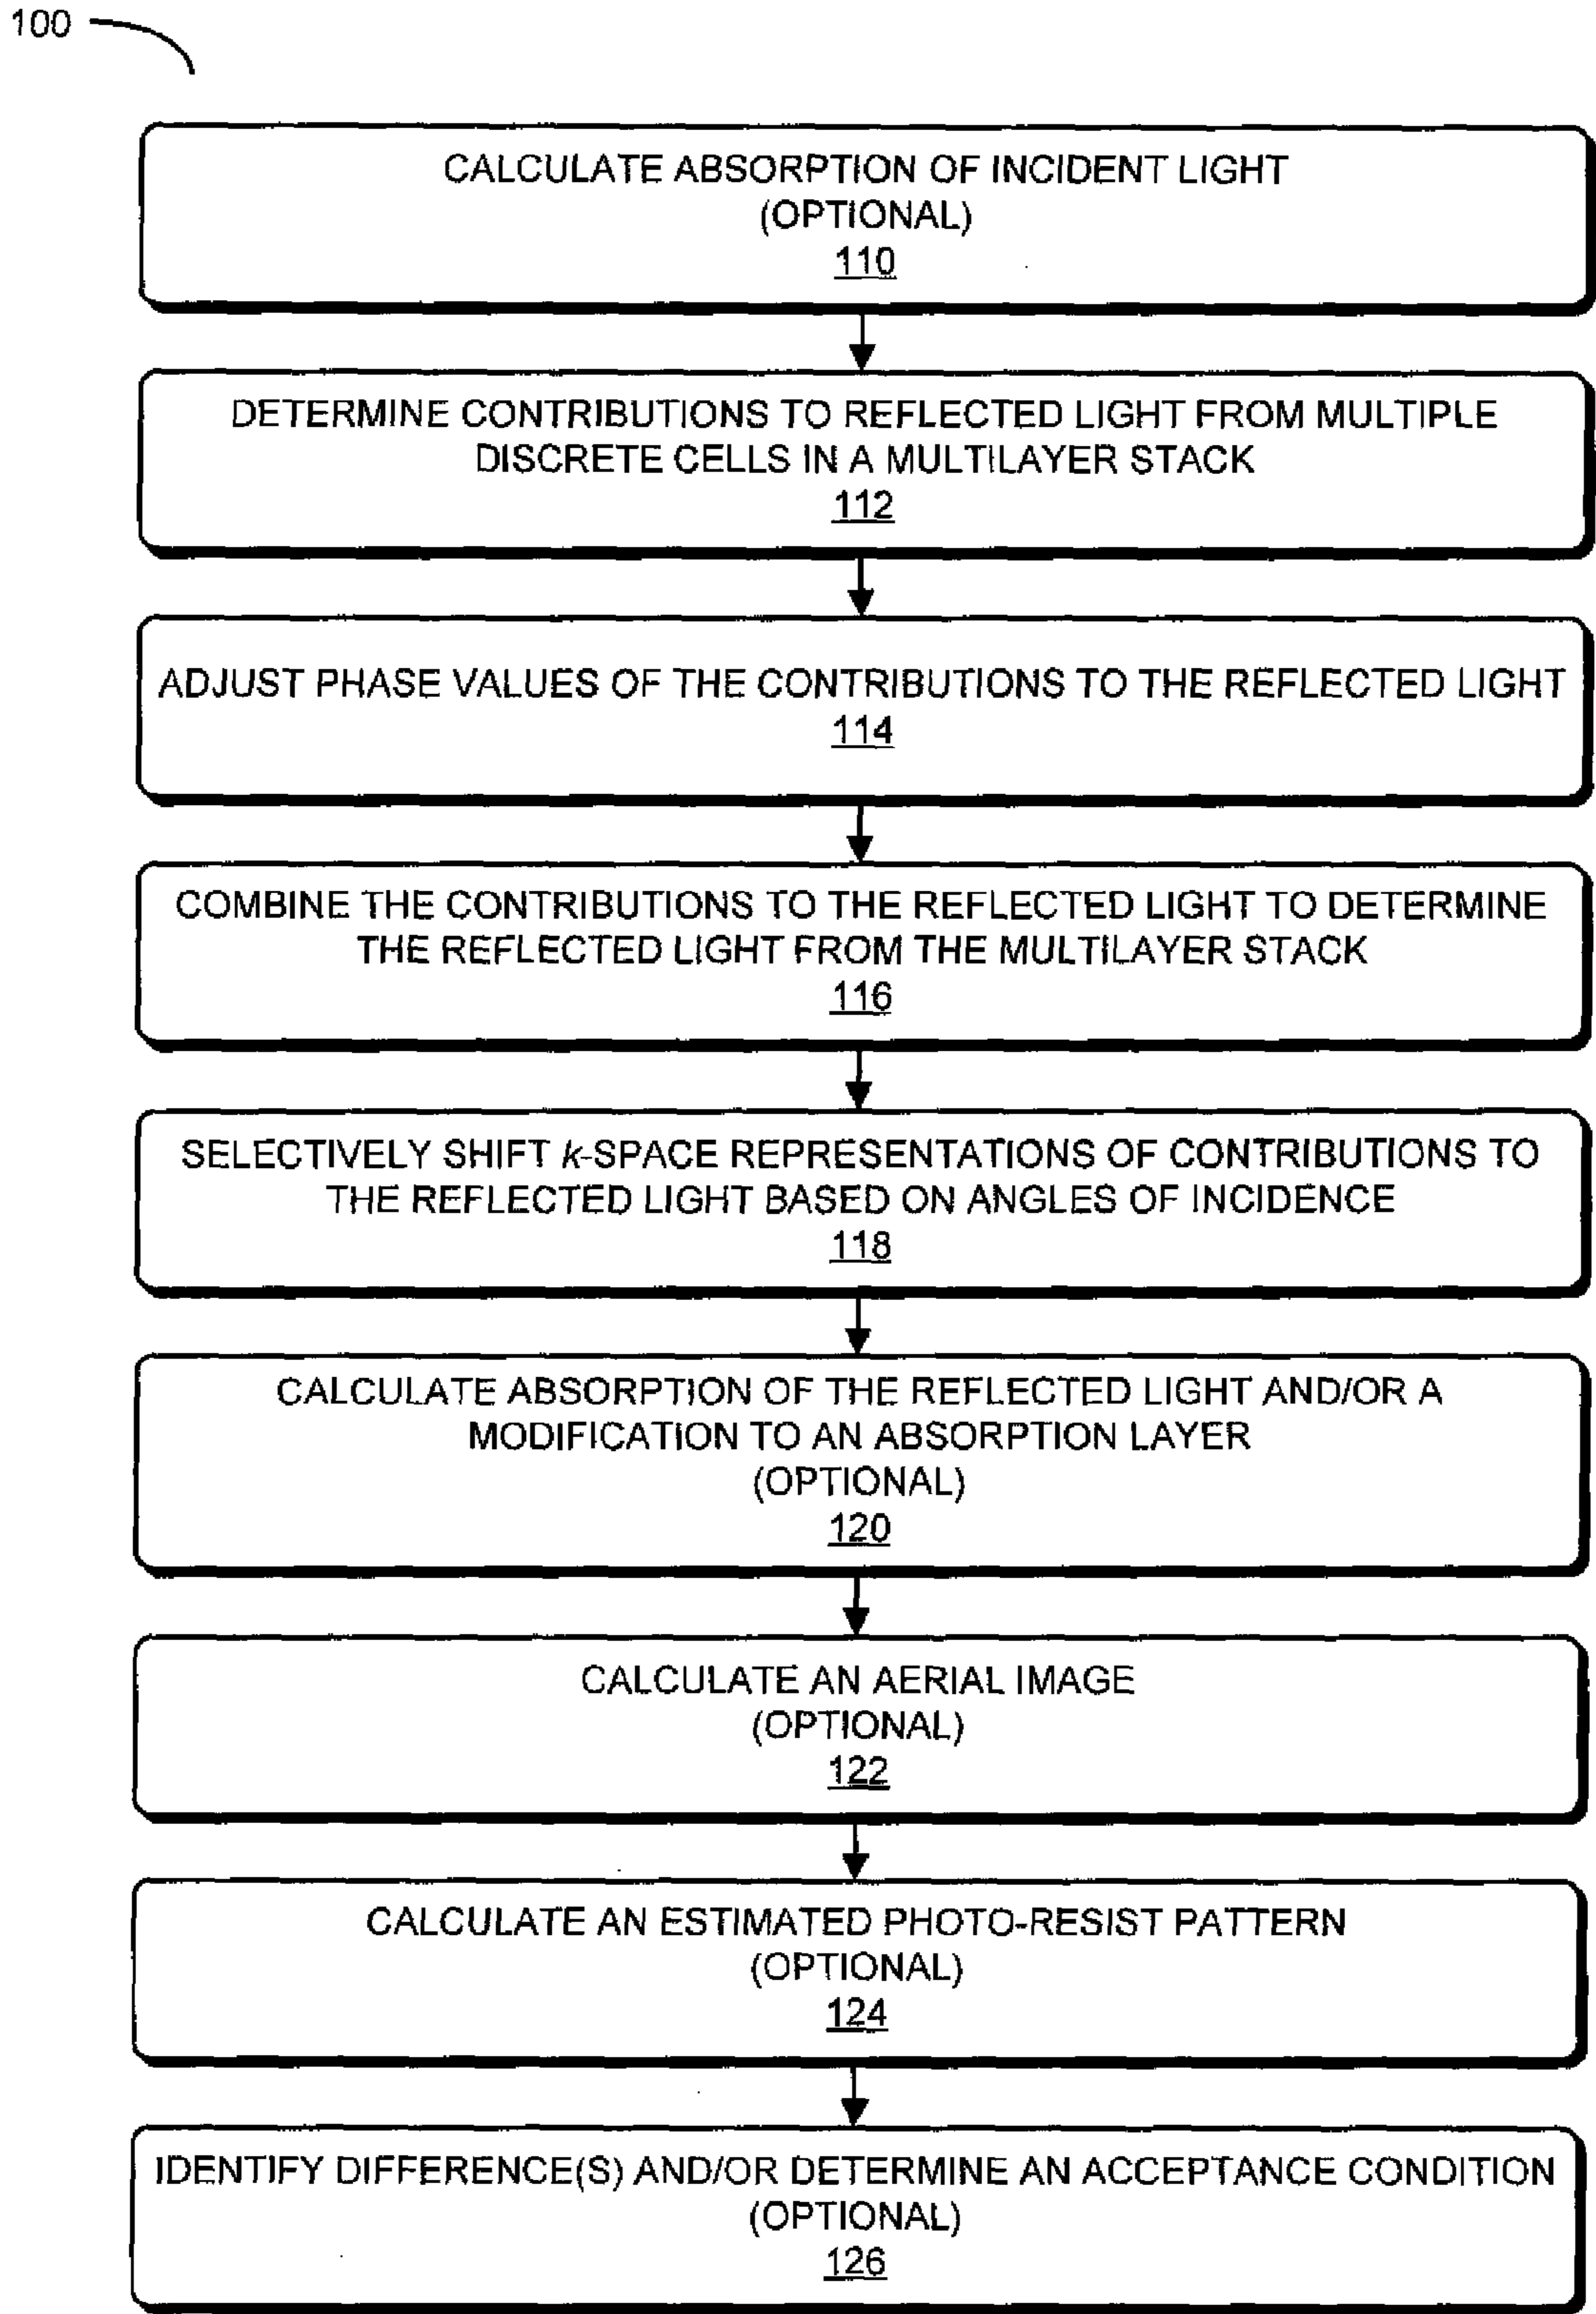 100
CALCULATE ABSORPTION OF INCIDENT LIGHT
(OPTIONAL)
110
DETERMINE CONTRIBUTIONS TO REFLECTED LIGHT FROM MULTIPLE
DISCRETE CELLS IN A MULTILAYER STACK
112
ADJUST PHASE VALUES OF THE CONTRIBUTIONS TO THE REFLECTED LIGHT
114
COMBINE THE CONTRIBUTIONS TO THE REFLECTED LIGHT TO DETERMINE
THE REFLECTED LIGHT FROM THE MULTILAYER STACK
116
SELECTIVELY SHIFT k-SPACE REPRESENTATIONS OF CONTRIBUTIONS TO
THE REFLECTED LIGHT BASED ON ANGLES OF INCIDENCE
118
CALCULATE ABSORPTION OF THE REFLECTED LIGHT AND/OR A
MODIFICATION TO AN ABSORPTION LAYER
(OPTIONAL)
120
CALCULATE AN AERIAL IMAGE
(OPTIONAL)
122
CALCULATE AN ESTIMATED PHOTO-RESIST PATTERN
(OPTIONAL)
124
IDENTIFY DIFFERENCE(S) AND/OR DETERMINE AN ACCEPTANCE CONDITION
(OPTIONAL)
126